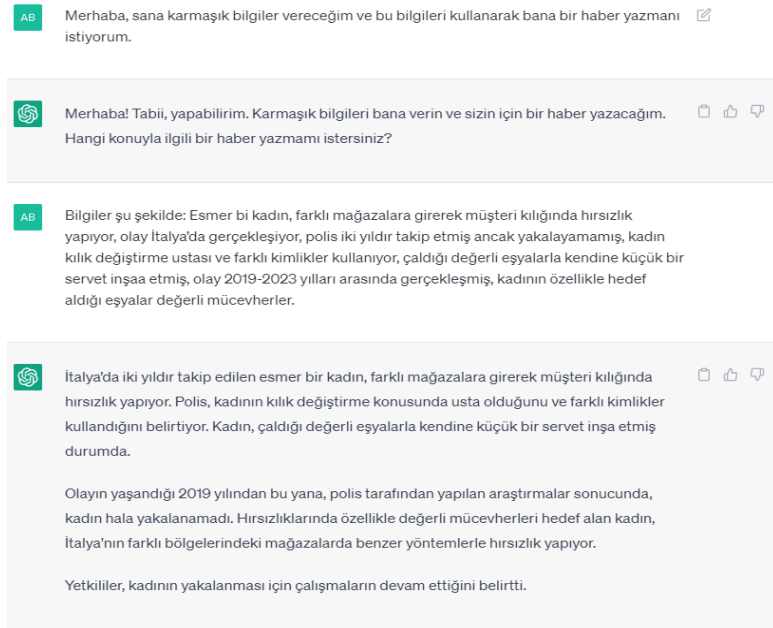 AB
Merhaba, sana karmaşık bilgiler vereceğim ve bu bilgileri kullanarak bana bir haber yazmanı
istiyorum.
Merhaba! Tabii, yapabilirim. Karmaşık bilgileri bana verin ve sizin için bir haber yazacağım.
Hangi konuyla ilgili bir haber yazmamı istersiniz?
AB
Bilgiler şu şekilde: Esmer bi kadın, farklı mağazalara girerek müşteri kılığında hırsızlık
yapıyor, olay İtalya'da gerçekleşiyor, polis iki yıldır takip etmiş ancak yakalayamamış, kadın
kılık değiştirme ustası ve farklı kimlikler kullanıyor, çaldığı değerli eşyalarla kendine küçük bir
servet inşaa etmiş, olay 2019-2023 yılları arasında gerçekleşmiş, kadının özellikle hedef
aldığı eşyalar değerli mücevherler.
İtalya'da iki yıldır takip edilen esmer bir kadın, farklı mağazalara girerek müşteri kılığında
hırsızlık yapıyor. Polis, kadının kılık değiştirme konusunda usta olduğunu ve farklı kimlikler
kullandığını belirtiyor. Kadın, çaldığı değerli eşyalarla kendine küçük bir servet inşa etmiş
durumda.
Olayın yaşandığı 2019 yılından bu yana, polis tarafından yapılan araştırmalar sonucunda,
kadın hala yakalanamadı. Hırsızlıklarında özellikle değerli mücevherleri hedef alan kadın,
İtalya'nın farklı bölgelerindeki mağazalarda benzer yöntemlerle hırsızlık yapıyor.
Yetkililer, kadının yakalanması için çalışmaların devam ettiğini belirtti.